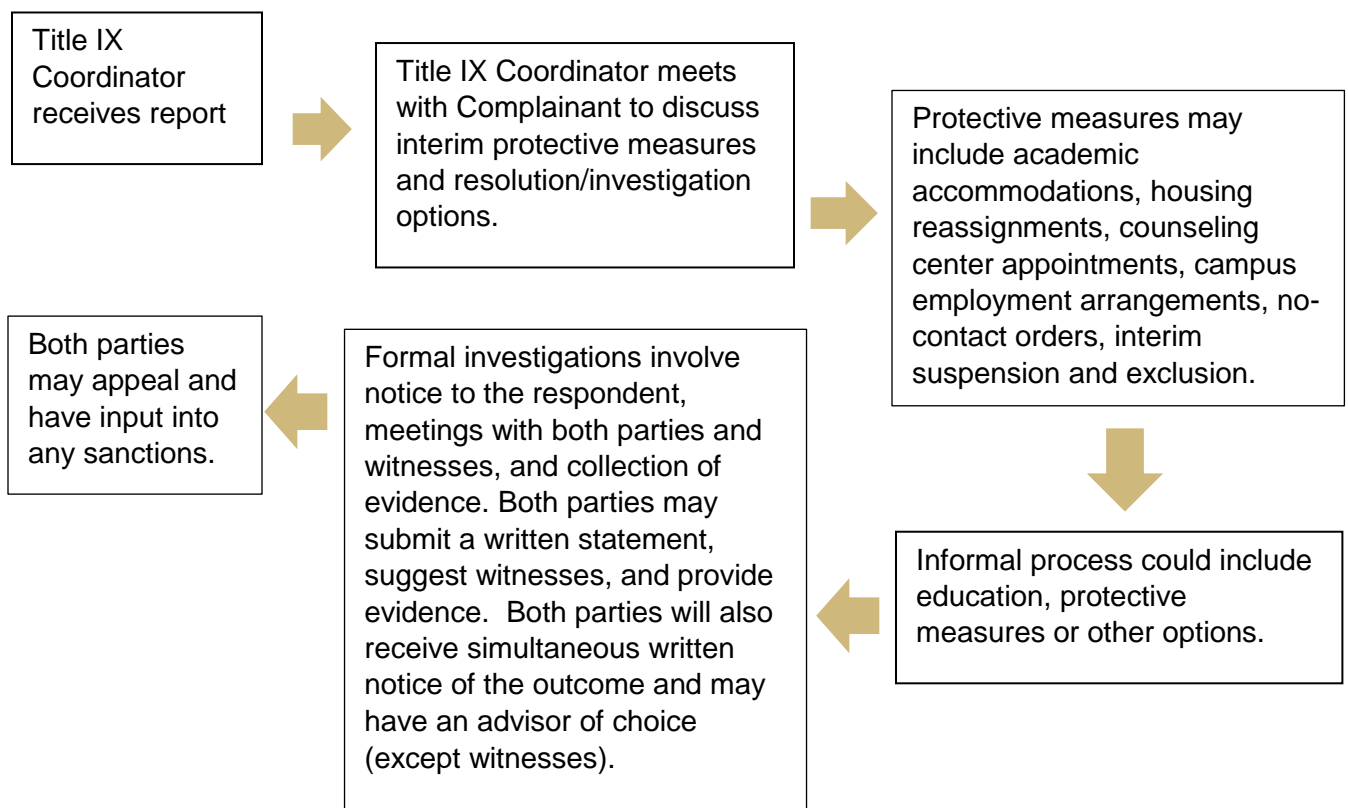 Title IX
Coordinator
receives report
Title IX Coordinator meets
with Complainant to discuss
interim protective measures
and resolution/investigation
options.
Protective measures may
include academic
accommodations, housing
reassignments, counseling
center appointments, campus
employment arrangements, no-
contact orders, interim
suspension and exclusion.
Informal process could include
education, protective
measures or other options.
Formal investigations involve
notice to the respondent,
meetings with both parties and
witnesses, and collection of
evidence. Both parties may
submit a written statement,
suggest witnesses, and provide
evidence.  Both parties will also
receive simultaneous written
notice of the outcome and may
have an advisor of choice
(except witnesses).
Both parties
may appeal and
have input into
any sanctions.